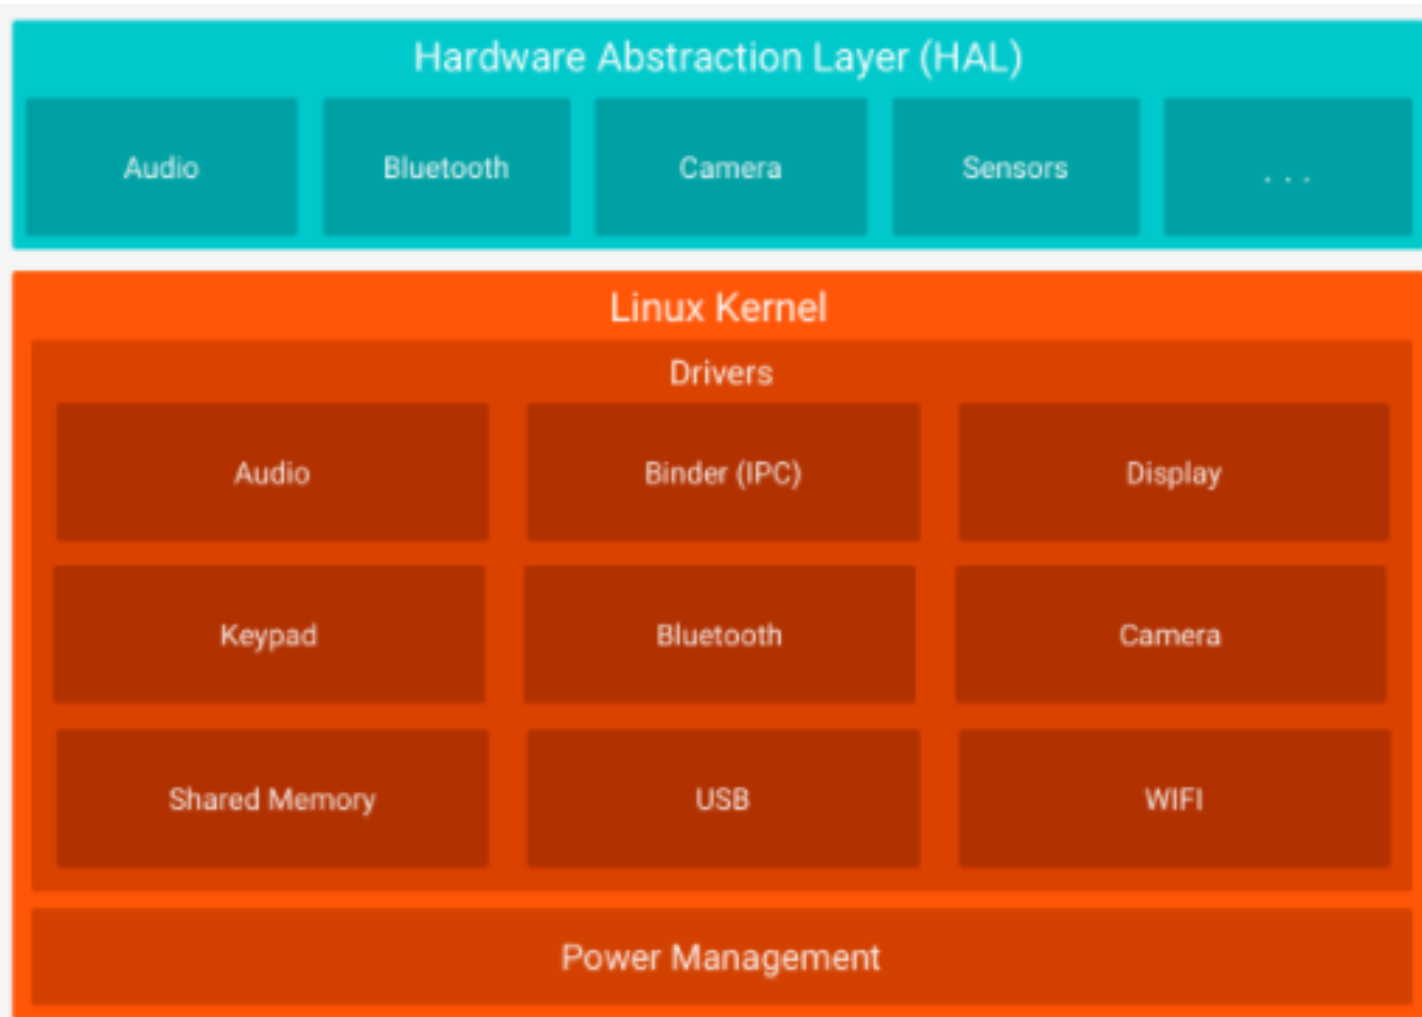 Hardware Abstraction Layer (HAL)
Audio
Bluetooth
Camera
Sensors
. . .
Linux Kernel
Drivers
Audio
Binder (IPC)
Display
Keypad
Bluetooth
Camera
Shared Memory
USB
WIFI
Power Management